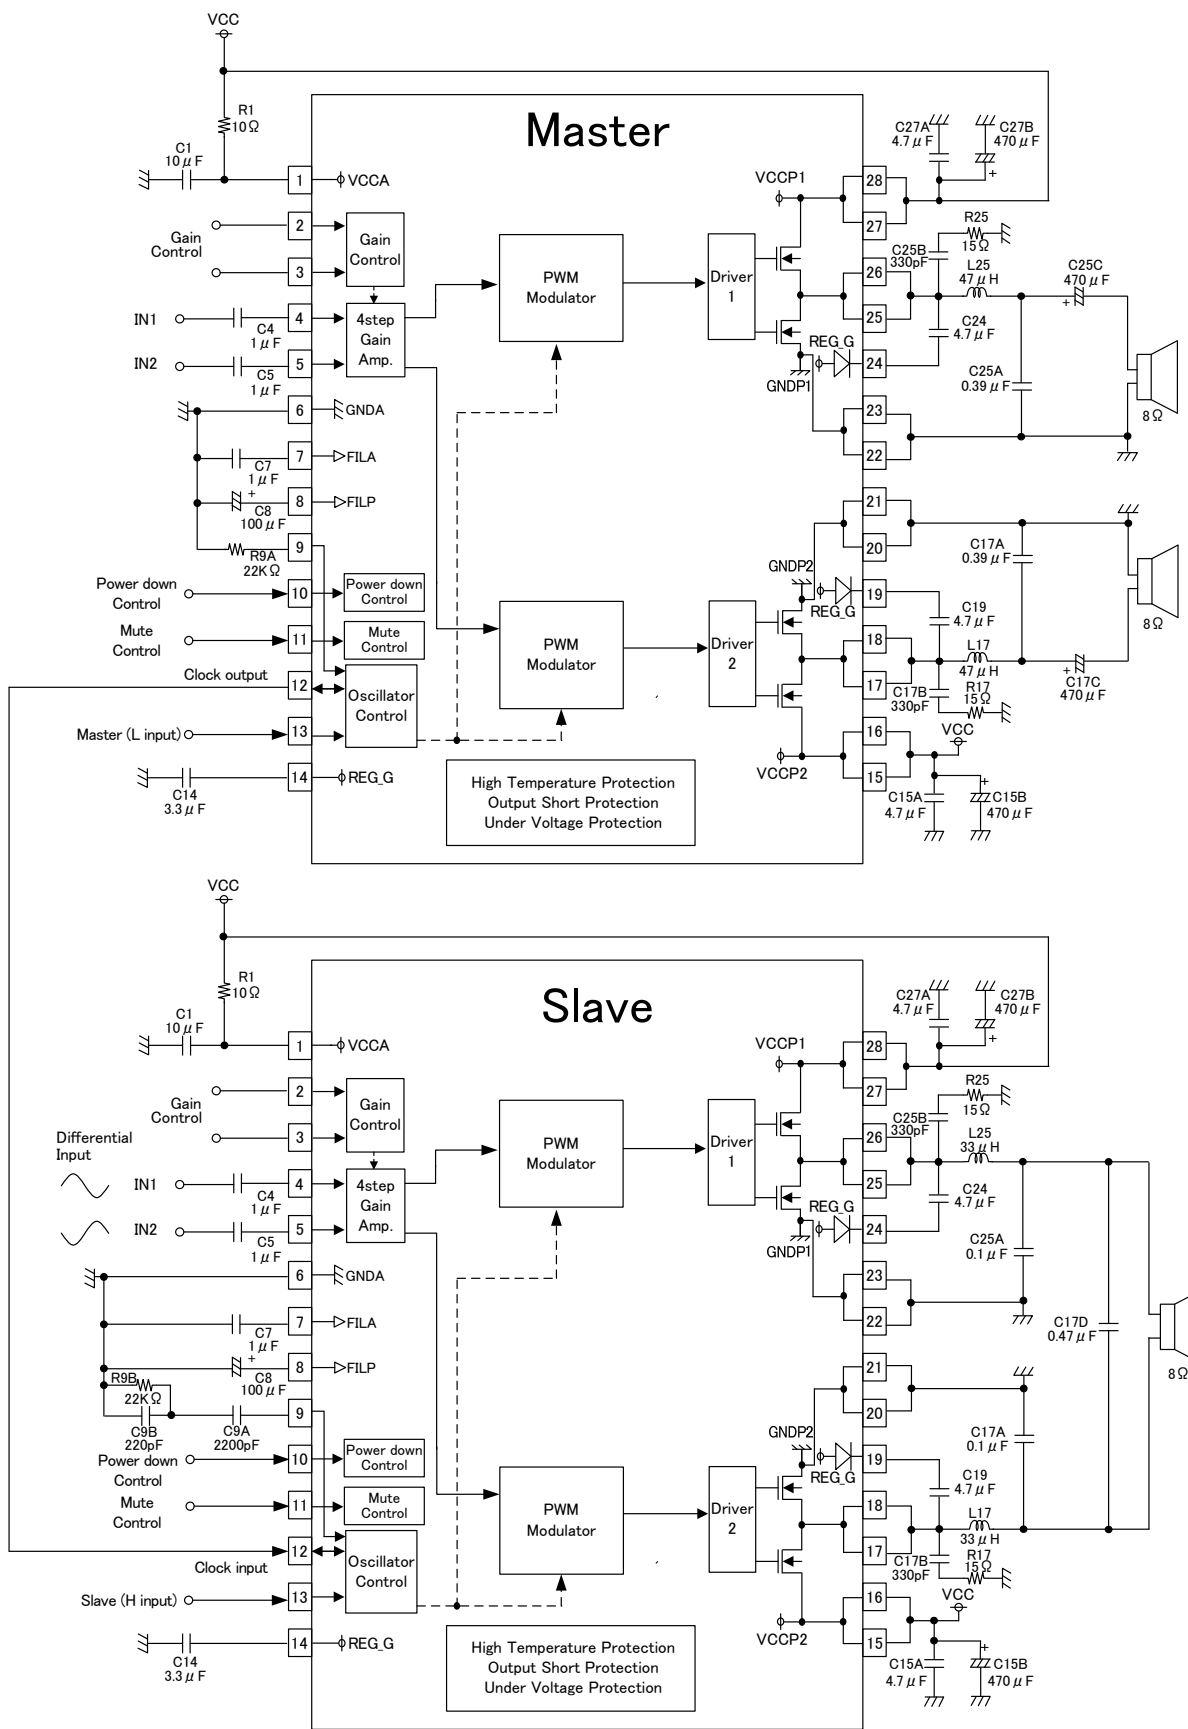 VCC
R1
10Ω
C1
10μF
Master
1
VCCA
2
Gain
Control
3
Gain
Control
IN1
C4
1μF
4
IN2
C5
1μF
5
4step
Gain
Amp.
6
GNDA
C7
1μF
7
FILA
+
C8
100μF
8
FILP
R9A
22KΩ
9
Power down
Control
10
Power down
Control
Mute
Control
11
Mute
Control
Clock output
12
Oscillator
Control
Master (L input)
13
C14
3.3μF
14
REG_G
PWM
Modulator
PWM
Modulator
High Temperature Protection
Output Short Protection
Under Voltage Protection
VCCP1
Driver
1
REG_G
GNDP1
28
27
26
25
24
23
22
C27A
4.7μF
C27B
470μF
+
R25
15Ω
C25B
330pF
L25
47μH
C25C
470μF
+
C24
4.7μF
C25A
0.39μF
8Ω
21
20
19
18
17
16
15
GNDP2
REG_G
Driver
2
VCCP2
C17A
0.39μF
C19
4.7μF
L17
47μH
+
C17C
470μF
8Ω
C17B
330pF
R17
15Ω
VCC
C15A
4.7μF
+
C15B
470μF
VCC
R1
10Ω
C1
10μF
Slave
1
VCCA
2
Gain
Control
3
Gain
Control
Differential
Input
IN1
C4
1μF
4
IN2
C5
1μF
5
4step
Gain
Amp.
6
GNDA
C7
1μF
7
FILA
+
C8
100μF
8
FILP
R9B
22KΩ
C9B
220pF
C9A
2200pF
9
Power down
Control
10
Power down
Control
Mute
Control
11
Mute
Control
Clock input
12
Oscillator
Control
Slave (H input)
13
C14
3.3μF
14
REG_G
PWM
Modulator
PWM
Modulator
High Temperature Protection
Output Short Protection
Under Voltage Protection
VCCP1
Driver
1
REG_G
GNDP1
28
27
26
25
24
23
22
C27A
4.7μF
C27B
470μF
+
R25
15Ω
C25B
330pF
L25
33μH
C24
4.7μF
C25A
0.1μF
C17D
0.47μF
8Ω
21
20
19
18
17
16
15
GNDP2
REG_G
Driver
2
VCCP2
C17A
0.1μF
C19
4.7μF
L17
33μH
C17B
330pF
R17
15Ω
VCC
C15A
4.7μF
+
C15B
470μF